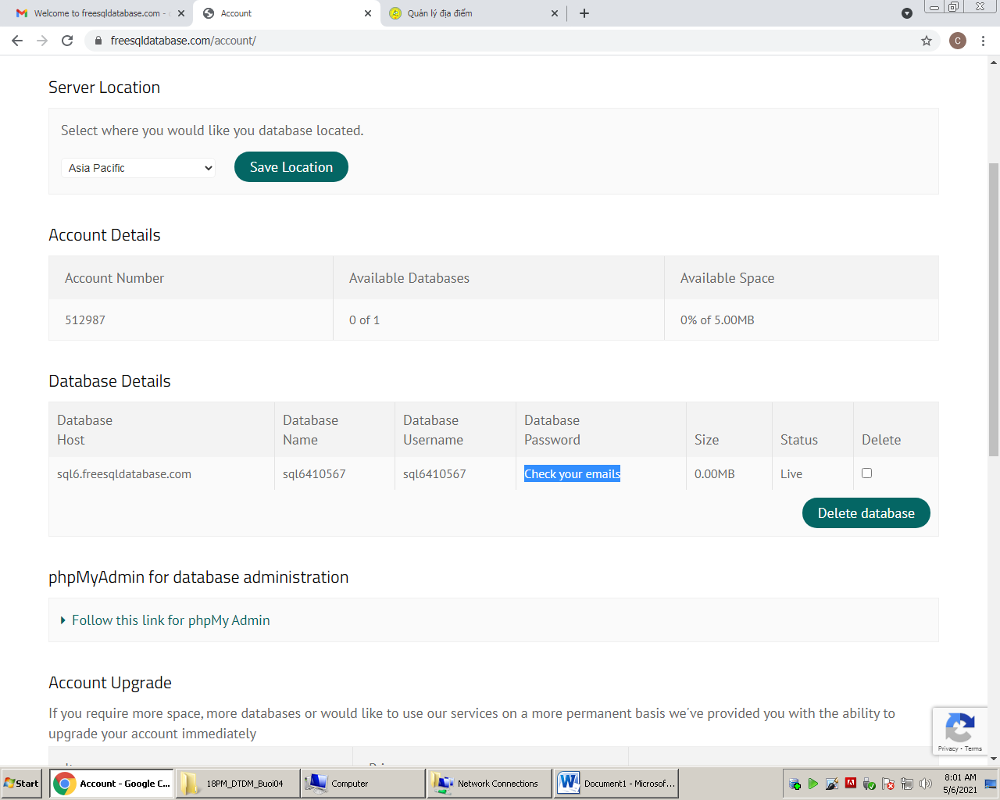 Welcome to freesqldatabase.com -
Account
Quản lý địa điểm
freesqldatabase.com/account/
C
Server Location
Select where you would like you database located.
Asia Pacific
Save Location
Account Details
Account Number Available Databases Available Space
512987 0 of 1 0% of 5.00MB
Database Details
Database Host Database Name Database Username Database Password Size Status Delete
sql6.freesqldatabase.com sql6410567 sql6410567 Check your emails 0.00MB Live
Delete database
phpMyAdmin for database administration
Follow this link for phpMy Admin
Account Upgrade
If you require more space, more databases or would like to use our services on a more permanent basis we've provided you with the ability to
upgrade your account immediately
Privacy - Terms
Start
Account - Google C...
18PM_DTDM_Buoi04
Computer
Network Connections
Document1 - Microsof...
8:01 AM
5/6/2021